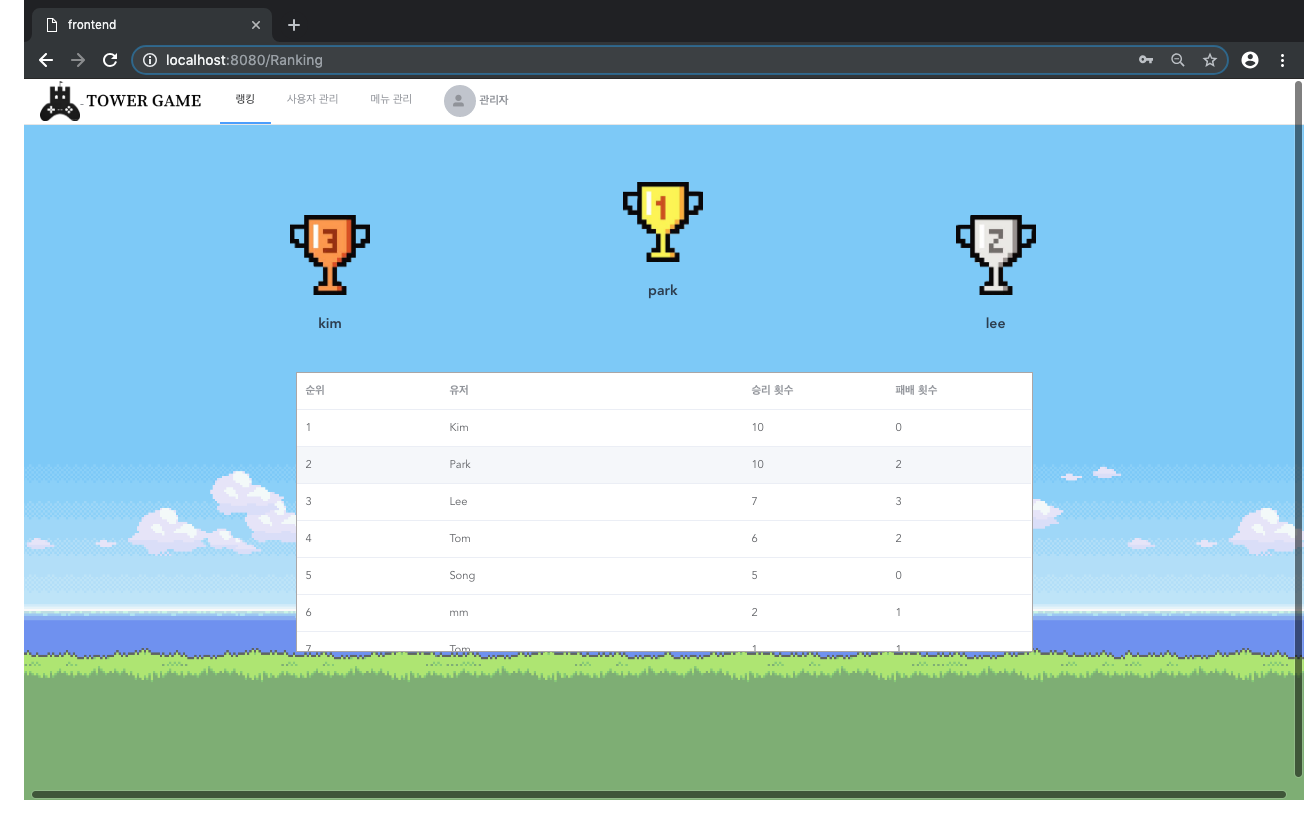 frontend
localhost:8080/Ranking
TOWER GAME 랭킹 사용자 관리 메뉴 관리 관리자
1
3
2
park
kim
lee
순위 유저 승리 횟수 패배 횟수
1 Kim 10 0
2 Park 10 2
3 Lee 7 3
4 Tom 6 2
5 Song 5 0
6 mm 2 1
7 Tom 1 1